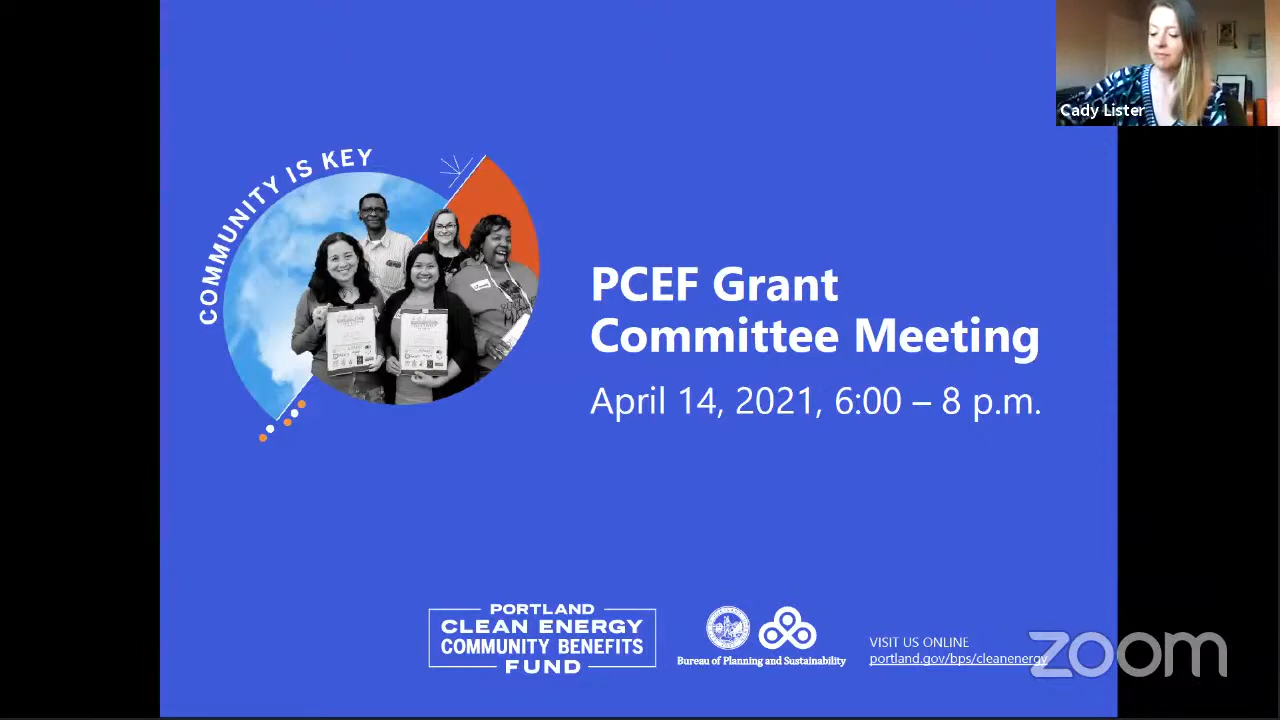 Cady Lister
COMMUNITY IS KEY
PCEF Grant
Committee Meeting
April 14, 2021, 6:00 – 8 p.m.
PORTLAND
CLEAN ENERGY
COMMUNITY BENEFITS
FUND
Bureau of Planning and Sustainability
VISIT US ONLINE
portland.gov/bps/cleanenergy
zoom